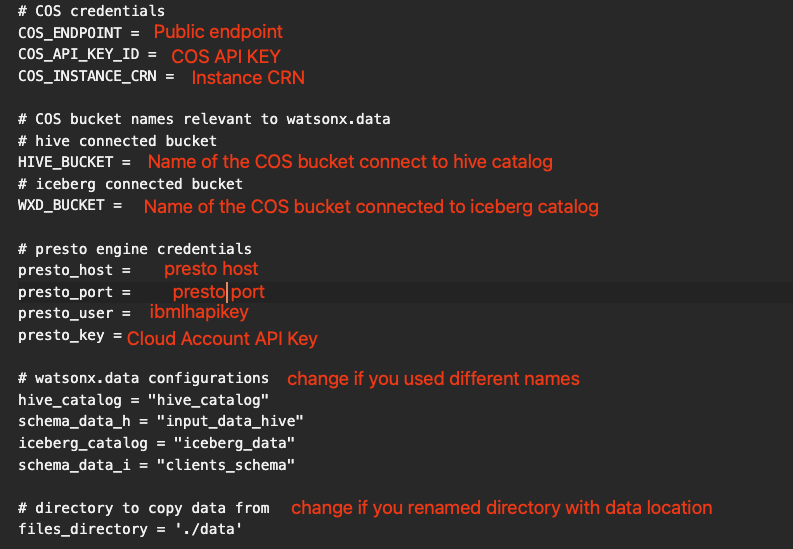 # COS credentials
COS_ENDPOINT = Public endpoint
COS_API_KEY_ID = COS API KEY
COS_INSTANCE_CRN = Instance CRN
# COS bucket names relevant to watsonx.data
# hive connected bucket
HIVE_BUCKET = Name of the COS bucket connect to hive catalog
# iceberg connected bucket
WXD_BUCKET = Name of the COS bucket connected to iceberg catalog
# presto engine credentials
presto_host = presto host
presto_port = presto port
presto_user = ibmlhapikey
presto_key = Cloud Account API Key
# watsonx.data configurations change if you used different names
hive_catalog = "hive_catalog"
schema_data_h = "input_data_hive"
iceberg_catalog = "iceberg_data"
schema_data_i = "clients_schema"
# directory to copy data from change if you renamed directory with data location
files_directory = './data'